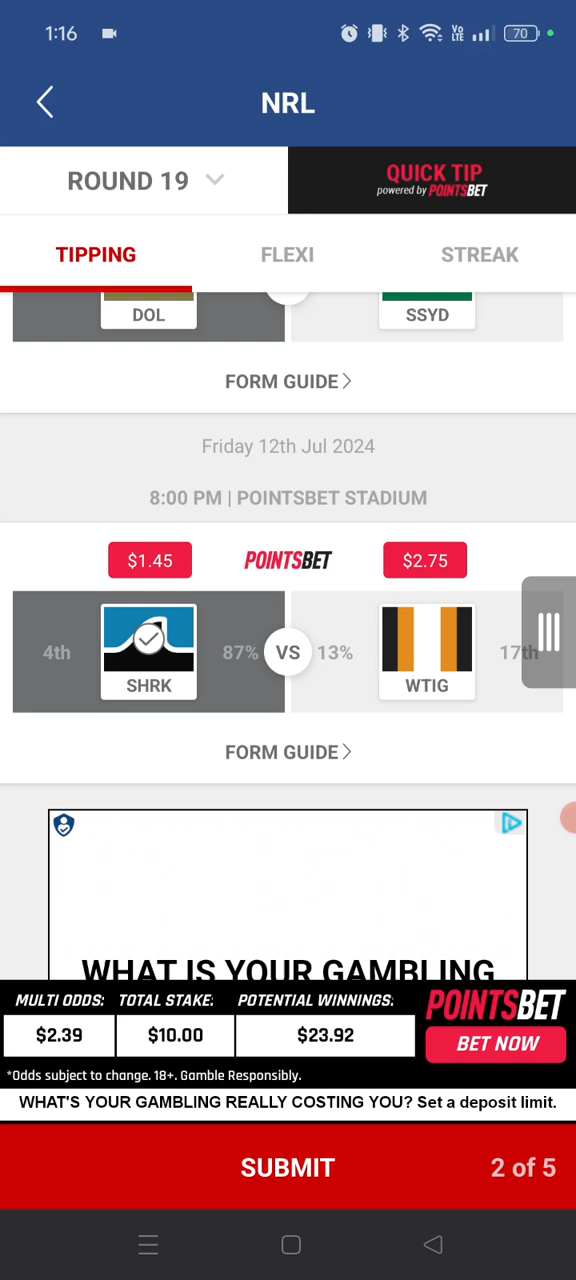 1:16
VO LTE
70
NRL
ROUND 19
QUICK TIP
powered by POINTSBET
TIPPING FLEXI STREAK
DOL SSYD
FORM GUIDE
Friday 12th Jul 2024
8:00 PM | POINTSBET STADIUM
$1.45 POINTSBET $2.75
4th 87% VS 13% 17th
SHRK WTIG
FORM GUIDE
WHAT IS YOUR GAMBLING
MULTI ODDS: TOTAL STAKE: POTENTIAL WINNINGS: POINTSBET
$2.39 $10.00 $23.92 BET NOW
*Odds subject to change. 18+. Gamble Responsibly.
WHAT'S YOUR GAMBLING REALLY COSTING YOU? Set a deposit limit.
SUBMIT 2 of 5